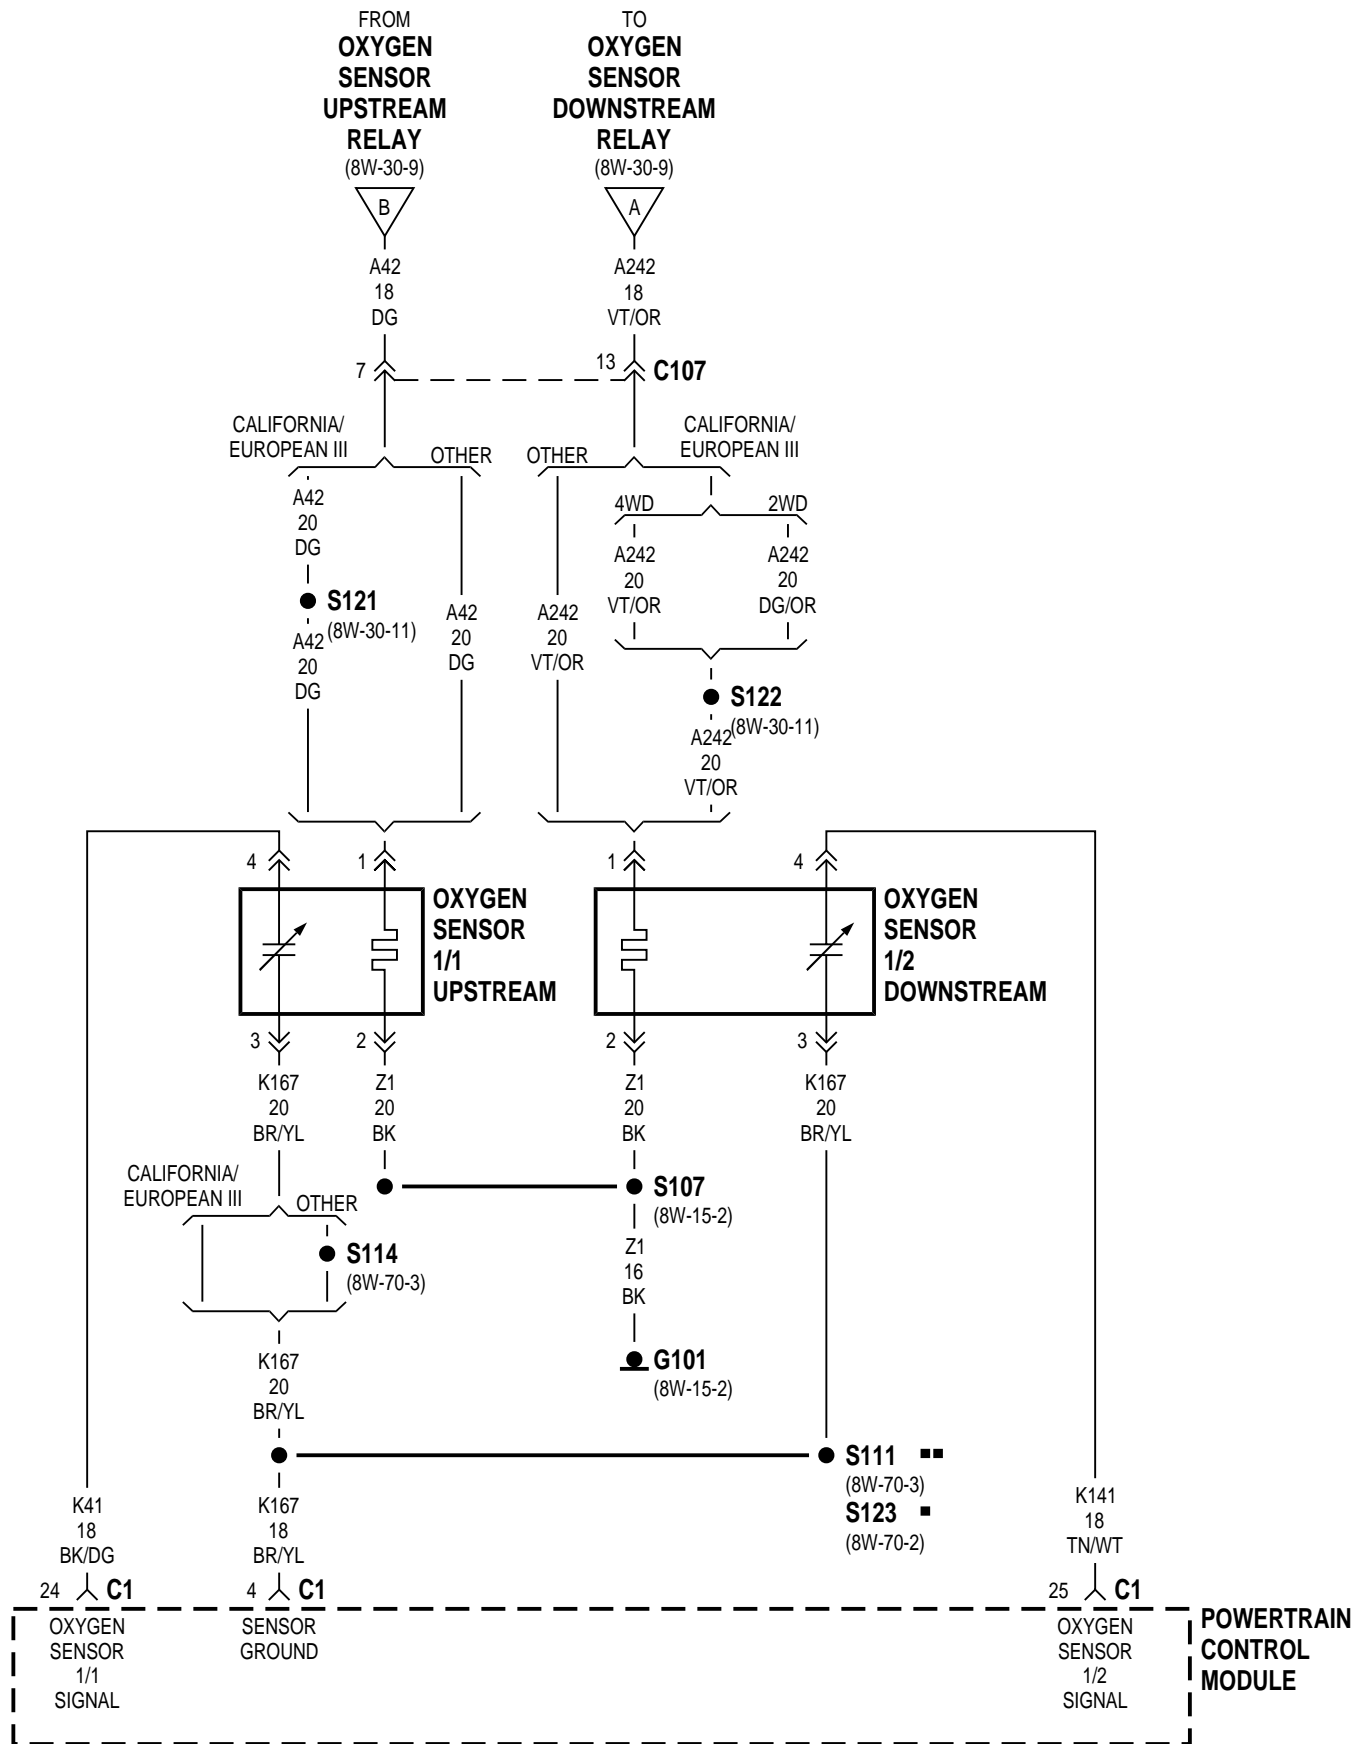 FROM
OXYGEN
SENSOR
UPSTREAM
RELAY
(8W-30-9)
B
A42
18
DG
TO
OXYGEN
SENSOR
DOWNSTREAM
RELAY
(8W-30-9)
A
A242
18
VT/OR
7
13
C107
CALIFORNIA/
EUROPEAN III
OTHER
A42
20
DG
S121
(8W-30-11)
A42
20
DG
A42
20
DG
OTHER
CALIFORNIA/
EUROPEAN III
4WD
2WD
A242
20
VT/OR
A242
20
DG/OR
A242
20
VT/OR
S122
(8W-30-11)
A242
20
VT/OR
4
1
OXYGEN
SENSOR
1/1
UPSTREAM
3
2
1
4
OXYGEN
SENSOR
1/2
DOWNSTREAM
2
3
K167
20
BR/YL
Z1
20
BK
Z1
20
BK
K167
20
BR/YL
CALIFORNIA/
EUROPEAN III
OTHER
S114
(8W-70-3)
S107
(8W-15-2)
Z1
16
BK
G101
(8W-15-2)
K167
20
BR/YL
S111
(8W-70-3)
S123
(8W-70-2)
K41
18
BK/DG
K167
18
BR/YL
K141
18
TN/WT
24
C1
4
C1
25
C1
OXYGEN
SENSOR
1/1
SIGNAL
SENSOR
GROUND
OXYGEN
SENSOR
1/2
SIGNAL
POWERTRAIN
CONTROL
MODULE